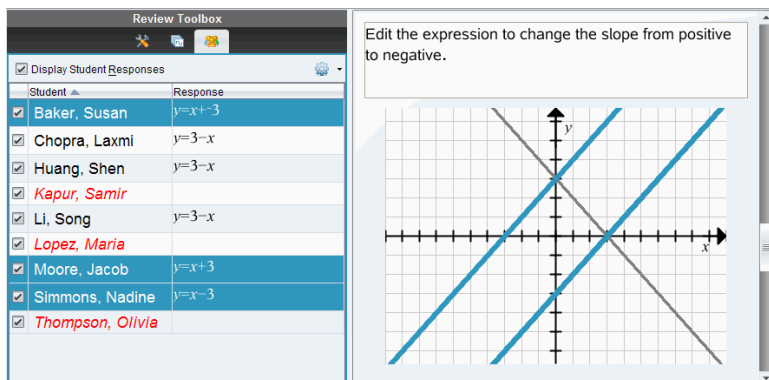 Review Toolbox
Display Student Responses
Student Response
Baker, Susan y=x+⁻3
Chopra, Laxmi y=3−x
Huang, Shen y=3−x
Kapur, Samir
Li, Song y=3−x
Lopez, Maria
Moore, Jacob y=x+3
Simmons, Nadine y=x−3
Thompson, Olivia
Edit the expression to change the slope from positive
to negative.
y
x